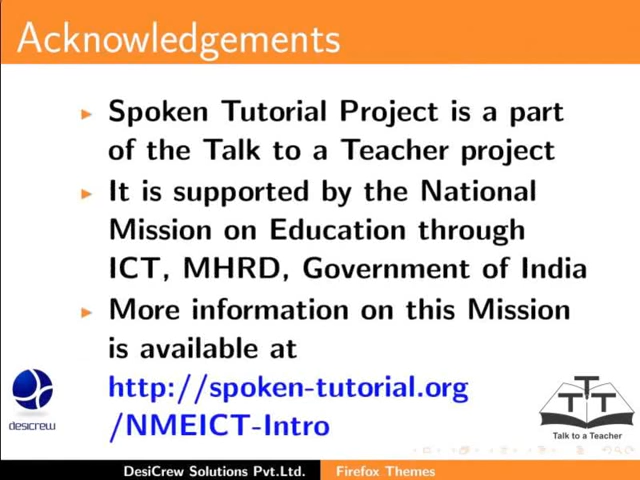 Acknowledgements
Spoken Tutorial Project is a part
of the Talk to a Teacher project
It is supported by the National
Mission on Education through
ICT, MHRD, Government of India
More information on this Mission
is available at
http://spoken-tutorial.org
/NMEICT-Intro
desicrew
TTT
Talk to a Teacher
DesiCrew Solutions Pvt.Ltd.
Firefox Themes